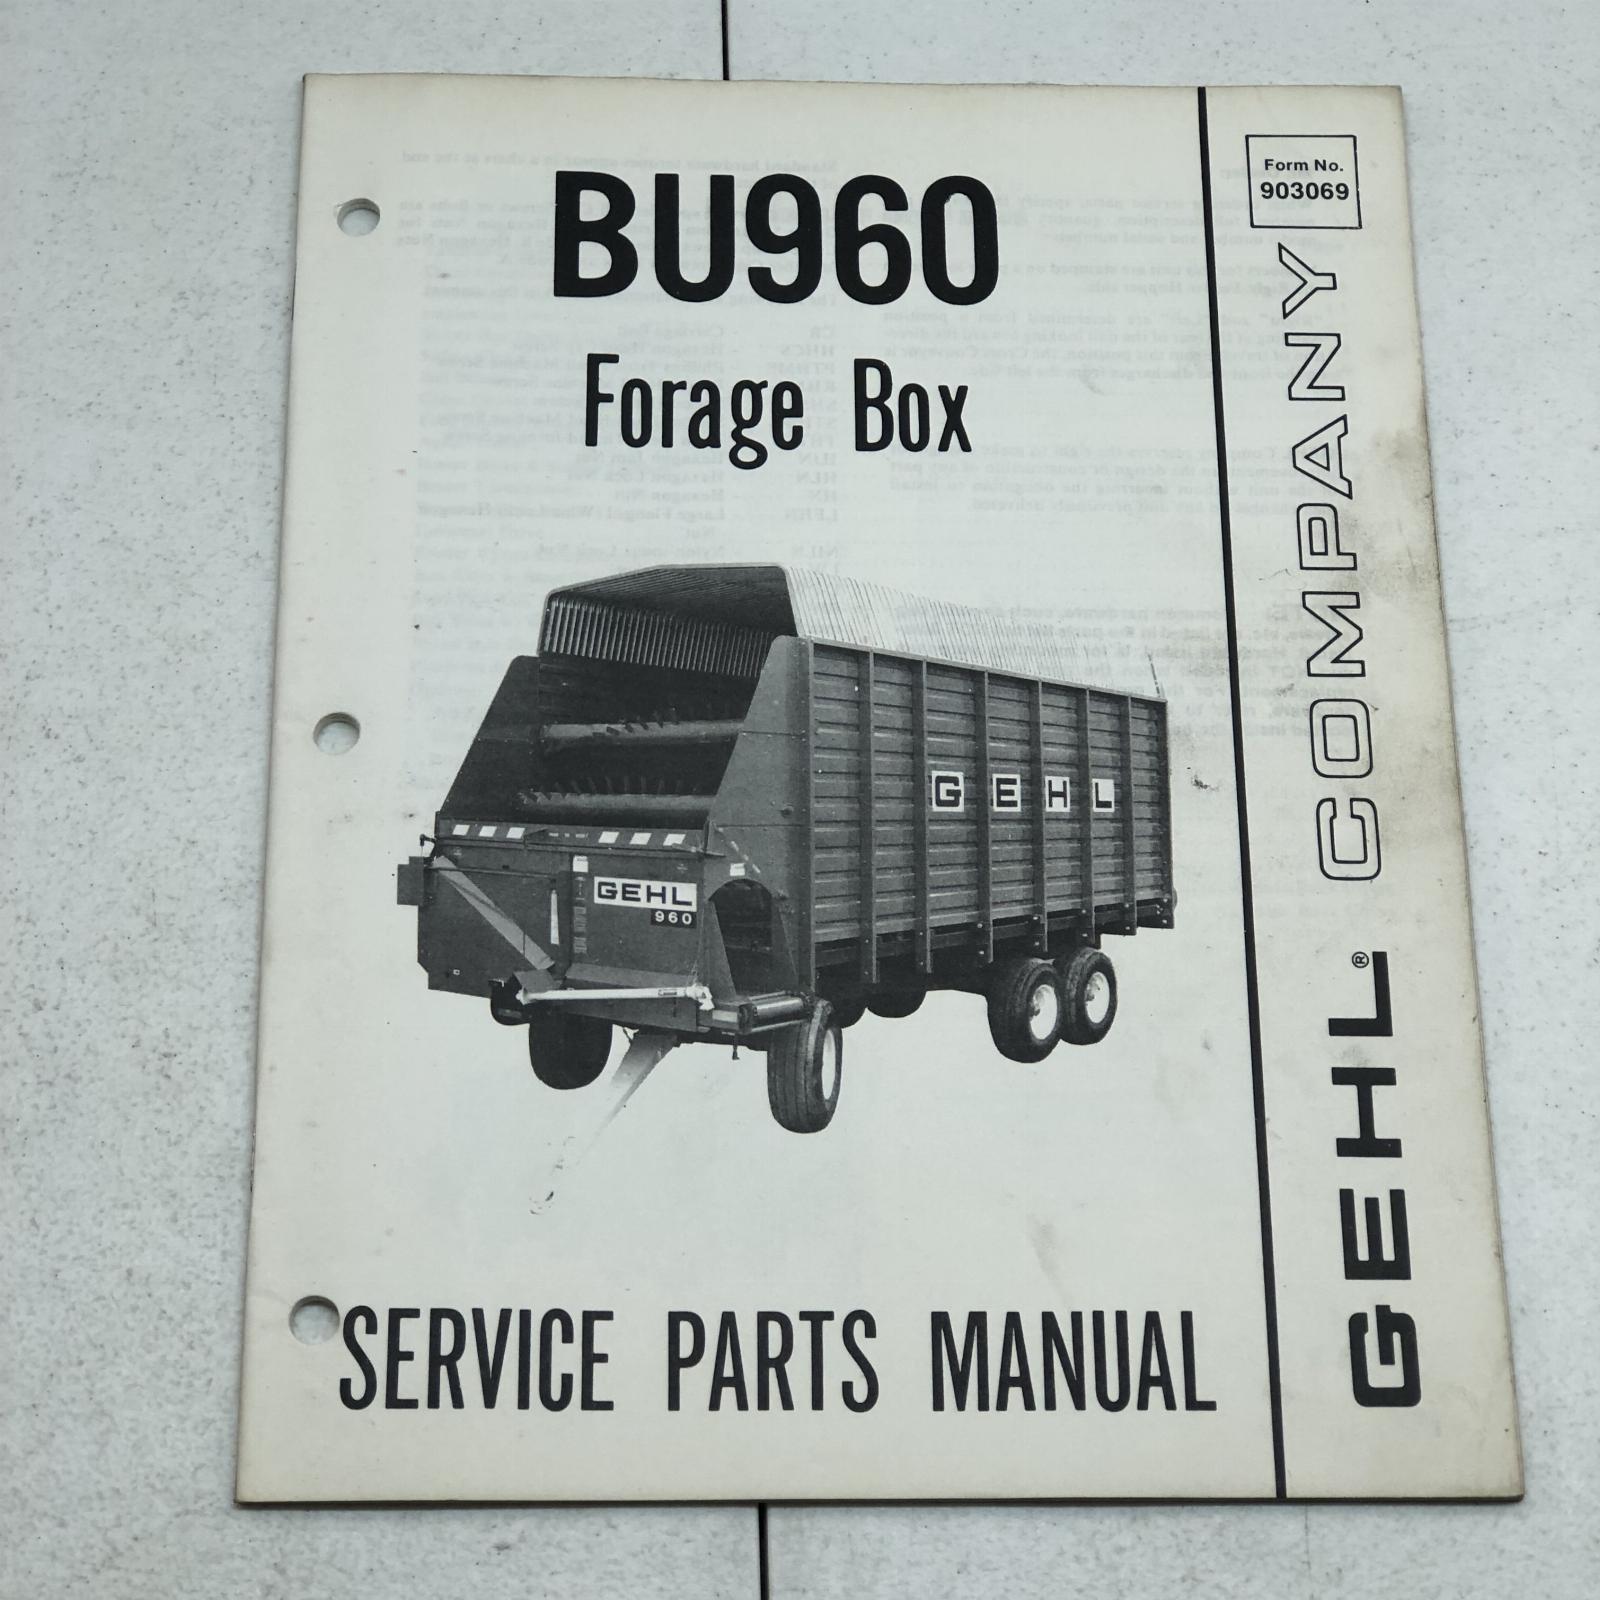 BU960
Forage Box
Form No.
903069
GEHL® COMPANY
GEHL
GEHL
960
SERVICE PARTS MANUAL